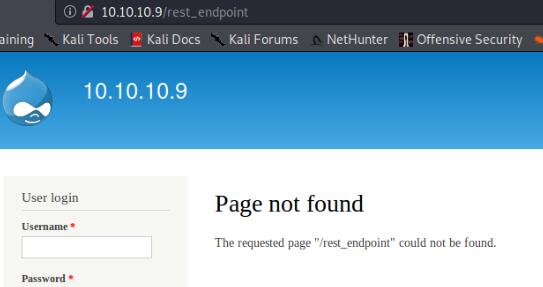 10.10.10.9/rest_endpoint
aining Kali Tools Kali Docs Kali Forums NetHunter Offensive Security
10.10.10.9
User login
Username *
Password *
Page not found
The requested page "/rest_endpoint" could not be found.